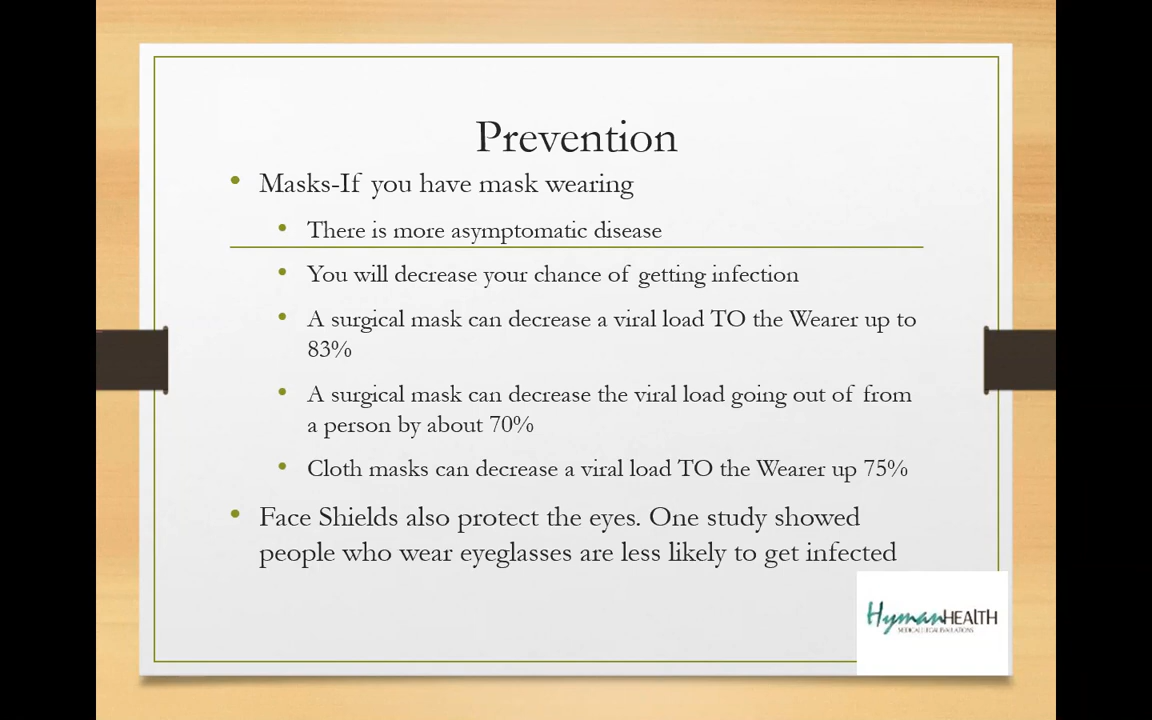 Prevention
• Masks-If you have mask wearing
• There is more asymptomatic disease
• You will decrease your chance of getting infection
• A surgical mask can decrease a viral load TO the Wearer up to
83%
• A surgical mask can decrease the viral load going out of from
a person by about 70%
• Cloth masks can decrease a viral load TO the Wearer up 75%
• Face Shields also protect the eyes. One study showed
people who wear eyeglasses are less likely to get infected
HymanHEALTH